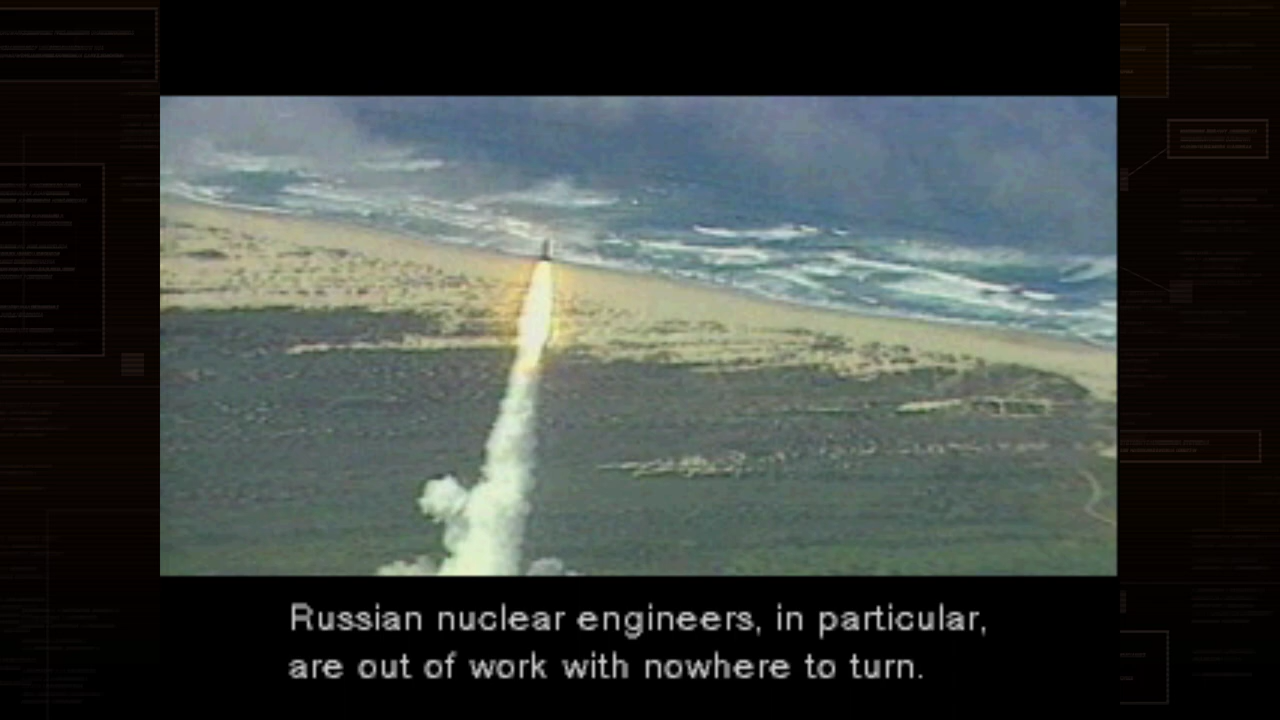 Russian nuclear engineers, in particular,
are out of work with nowhere to turn.